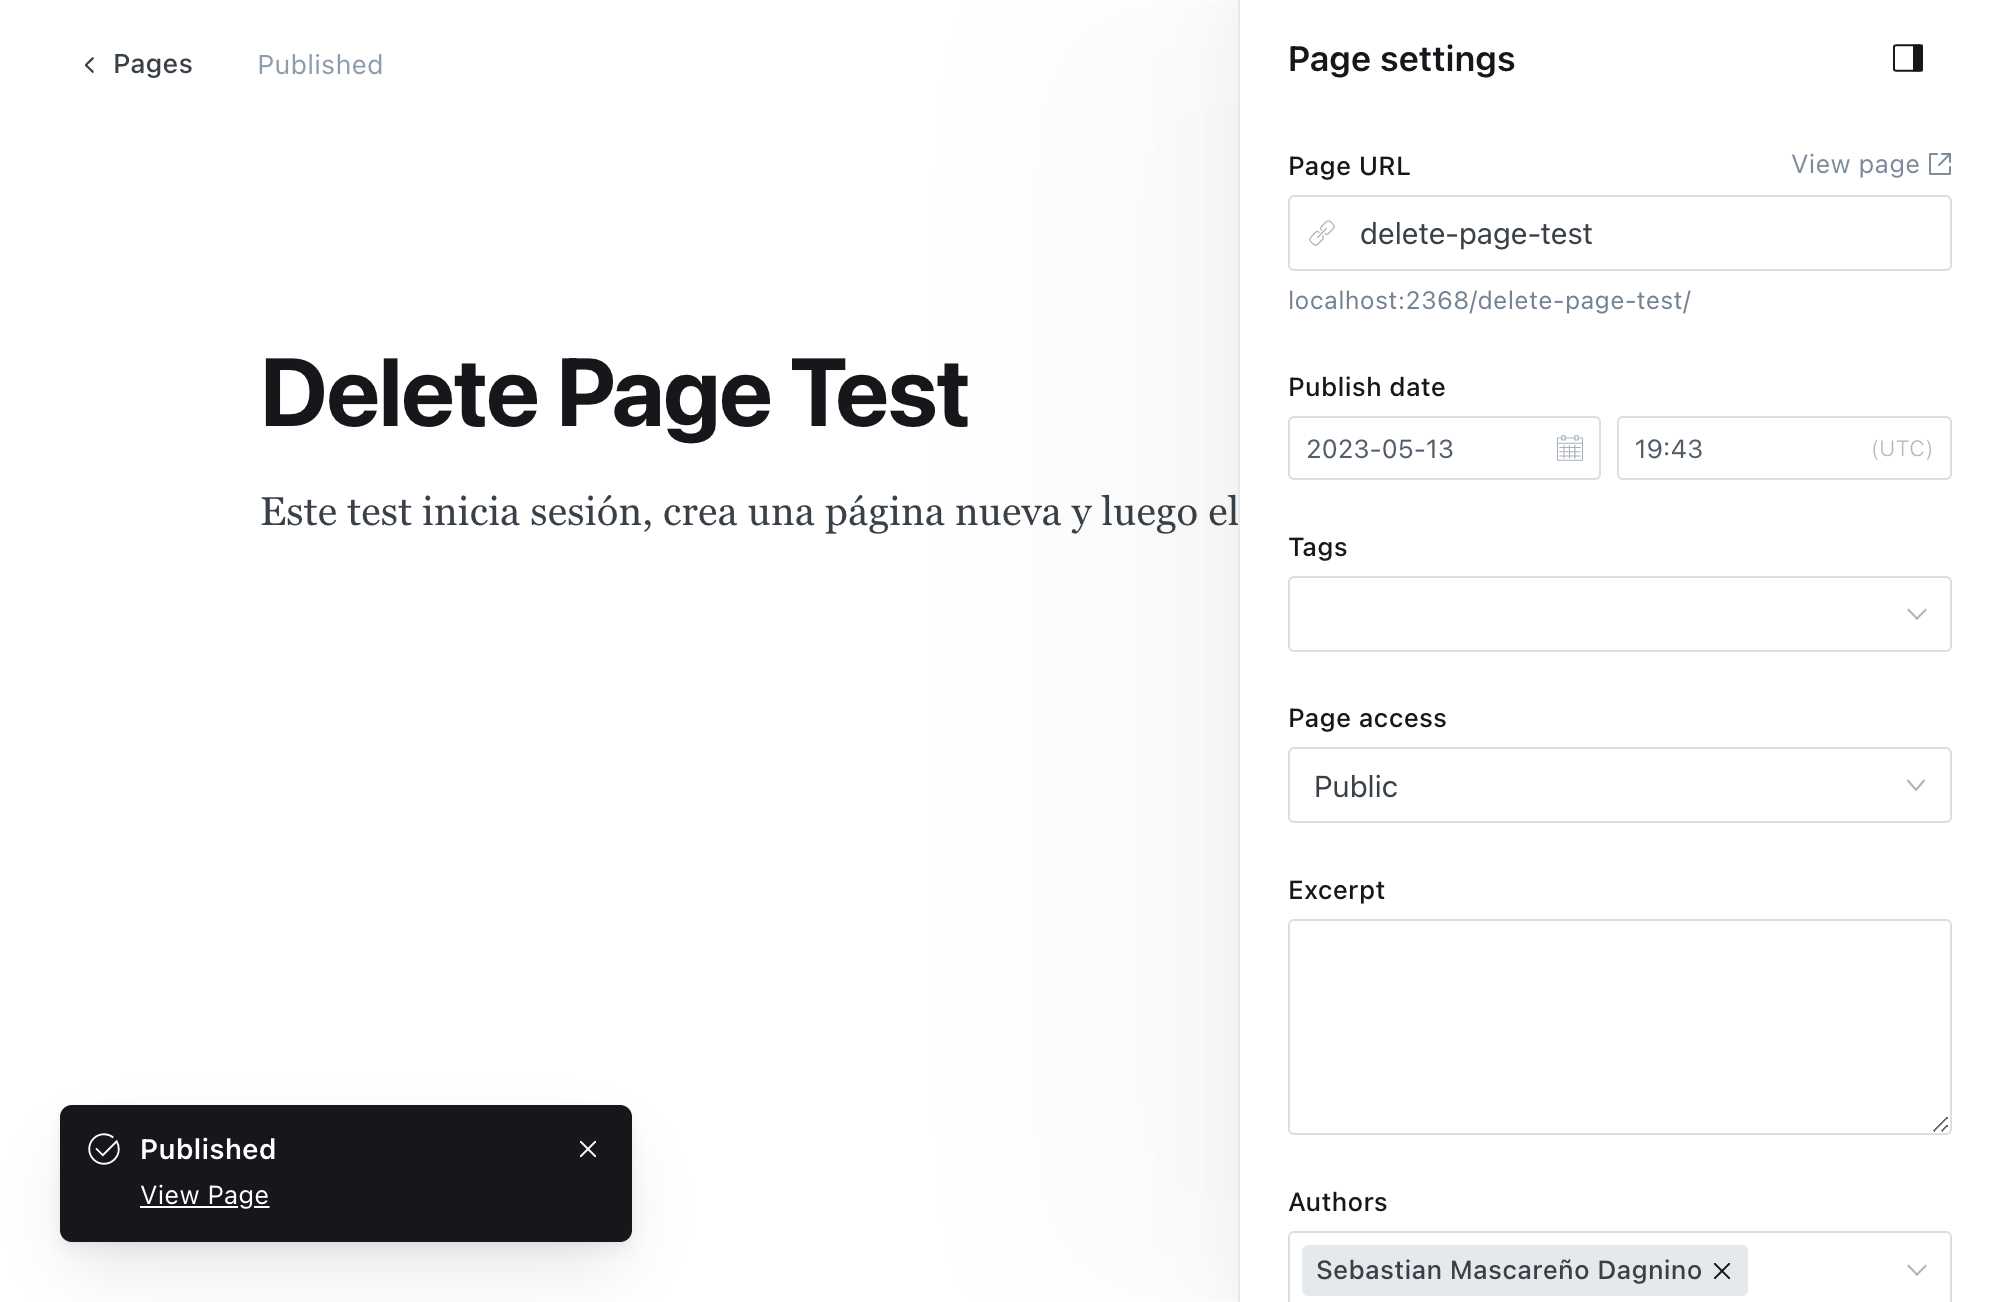 Pages
Published
Delete Page Test
Este test inicia sesión, crea una página nueva y luego el
Published
View Page
Page settings
Page URL
View page
delete-page-test
localhost:2368/delete-page-test/
Publish date
2023-05-13
19:43
(UTC)
Tags
Page access
Public
Excerpt
Authors
Sebastian Mascareño Dagnino